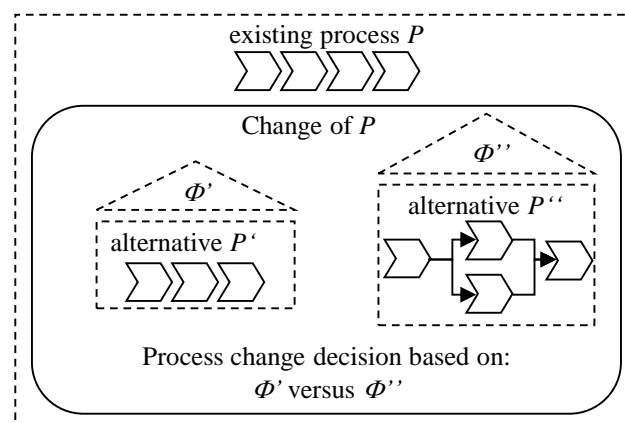 existing process P
Change of P
Φ’’
Φ’
alternative P‘‘
alternative P‘
Process change decision based on:
Φ’ versus Φ’’